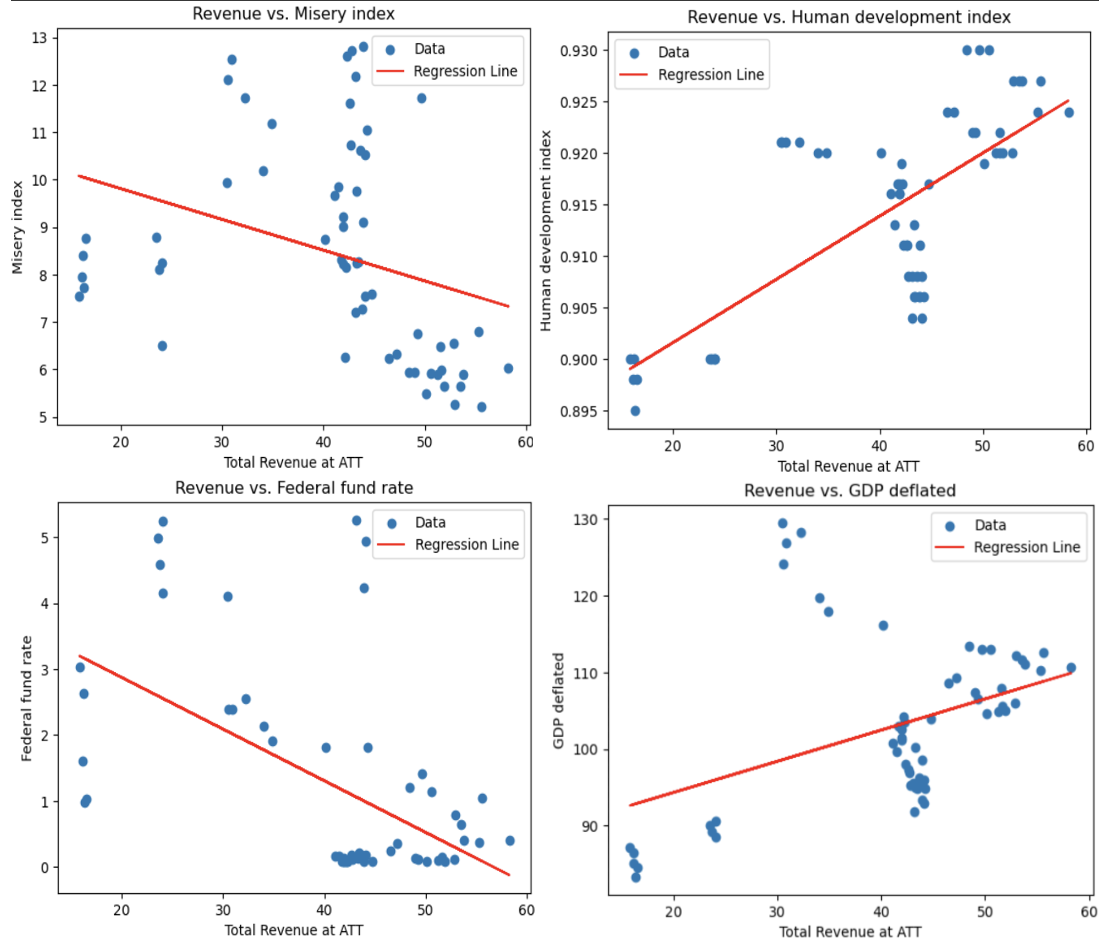 Revenue vs. Misery index
13
12
11
10
9
8
7
6
5
Misery index
Data
Regression Line
20 30 40 50 60
Total Revenue at ATT
Revenue vs. Human development index
0.930
0.925
0.920
0.915
0.910
0.905
0.900
0.895
Human development index
Data
Regression Line
20 30 40 50 60
Total Revenue at ATT
Revenue vs. Federal fund rate
5
4
3
2
1
0
Federal fund rate
Data
Regression Line
20 30 40 50 60
Total Revenue at ATT
Revenue vs. GDP deflated
130
120
110
100
90
GDP deflated
Data
Regression Line
20 30 40 50 60
Total Revenue at ATT